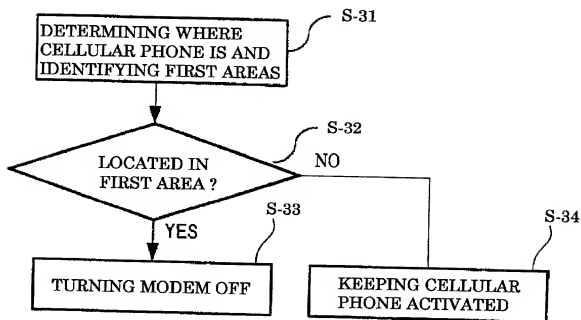 S-31
DETERMINING WHERE
CELLULAR PHONE IS AND
IDENTIFYING FIRST AREAS
S-32
LOCATED IN
FIRST AREA ?
NO
YES
S-33
TURNING MODEM OFF
S-34
KEEPING CELLULAR
PHONE ACTIVATED